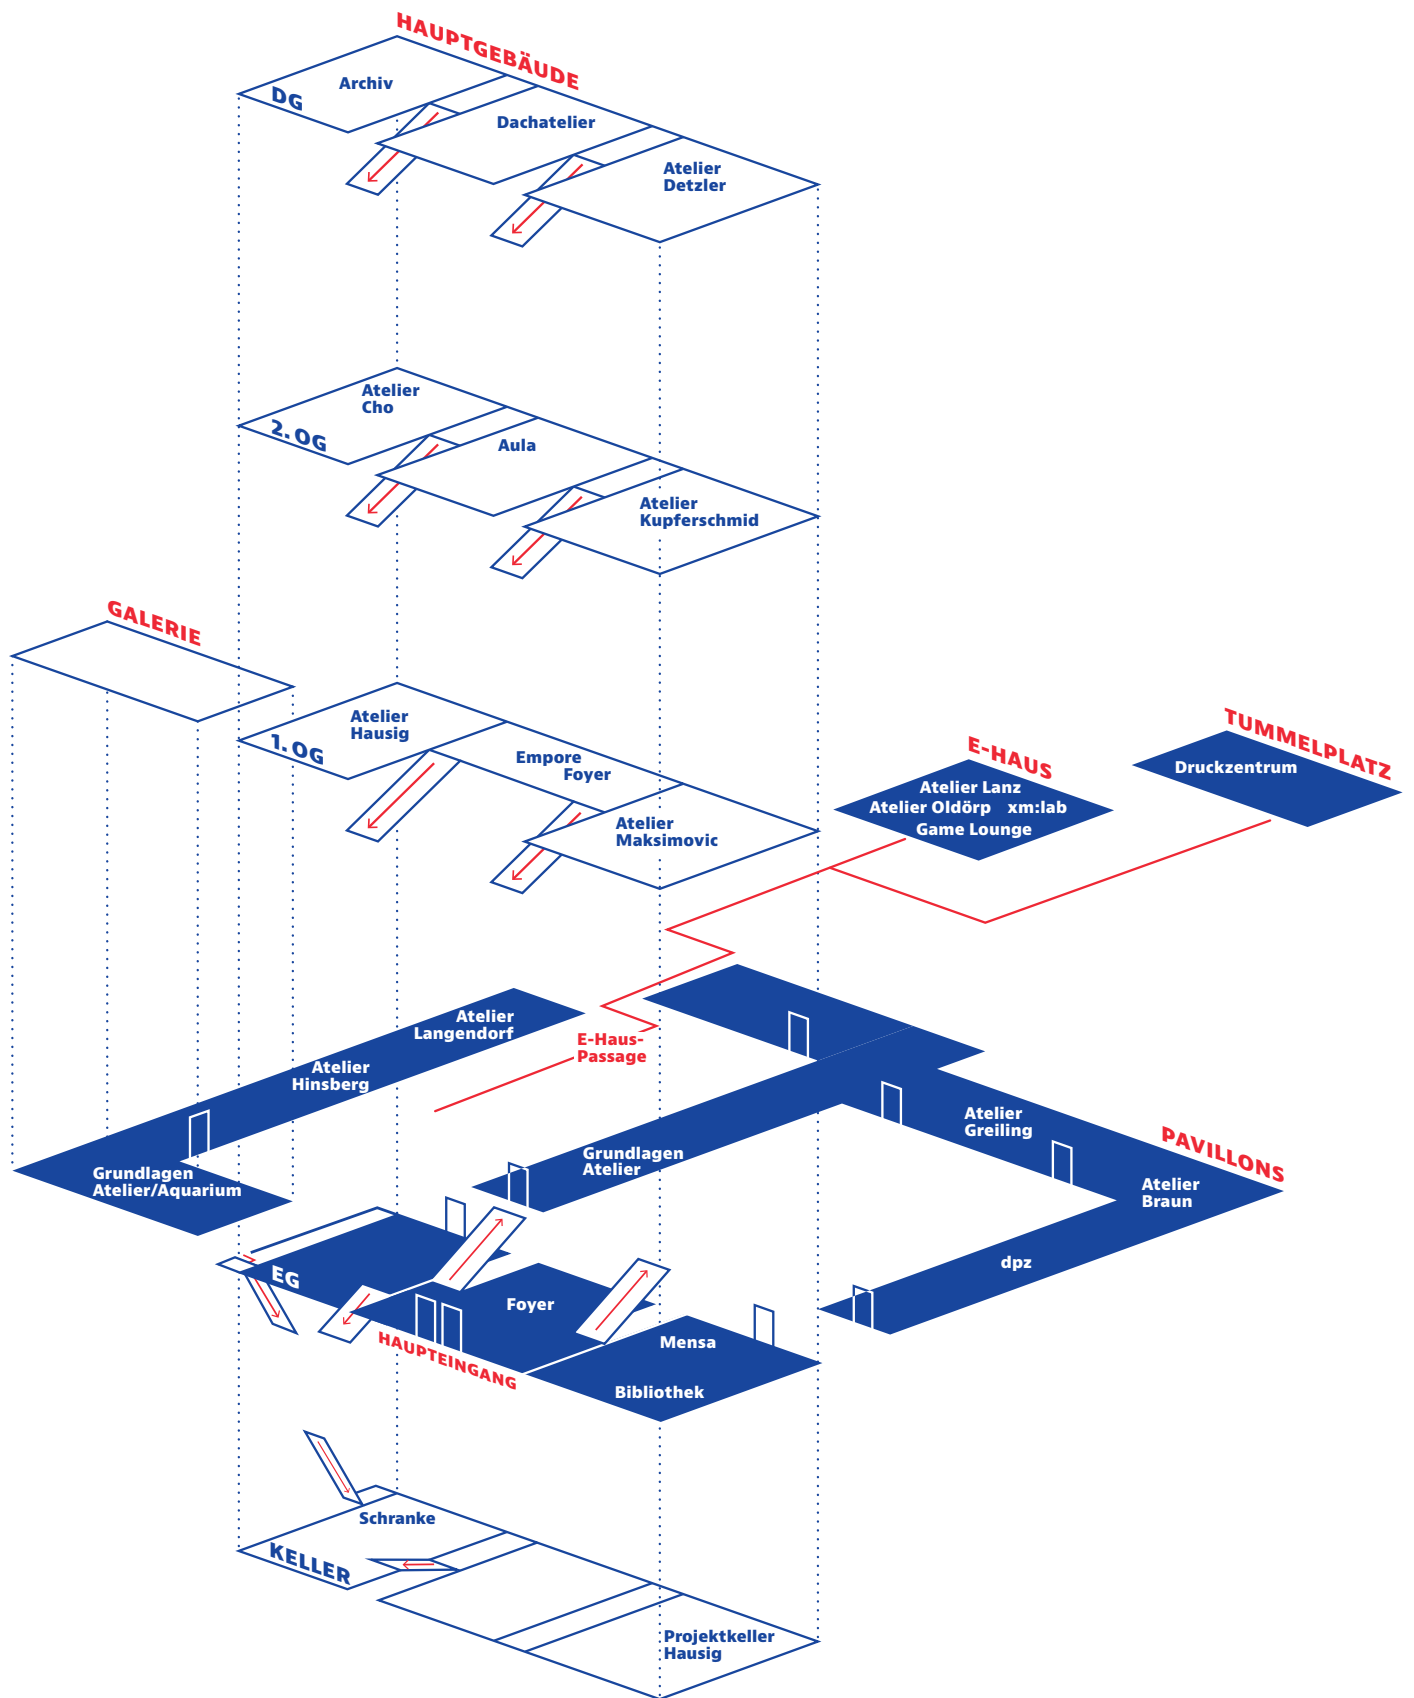 HAUPTGEBÄUDE
Archiv
DG
Dachatelier
Atelier
Detzler
Atelier
Cho
2. OG
Aula
Atelier
Kupferschmid
GALERIE
Atelier
Hausig
1. OG
Empore
Foyer
Atelier
Maksimovic
E-HAUS
Atelier Lanz
Atelier Oldörp xm:lab
Game Lounge
TUMMELPLATZ
Druckzentrum
Atelier
Langendorf
Atelier
Hinsberg
E-Haus-
Passage
Grundlagen
Atelier/Aquarium
Grundlagen
Atelier
Atelier
Greiling
PAVILLONS
Atelier
Braun
dpz
EG
Foyer
HAUPTEINGANG
Mensa
Bibliothek
Schranke
KELLER
Projektkeller
Hausig